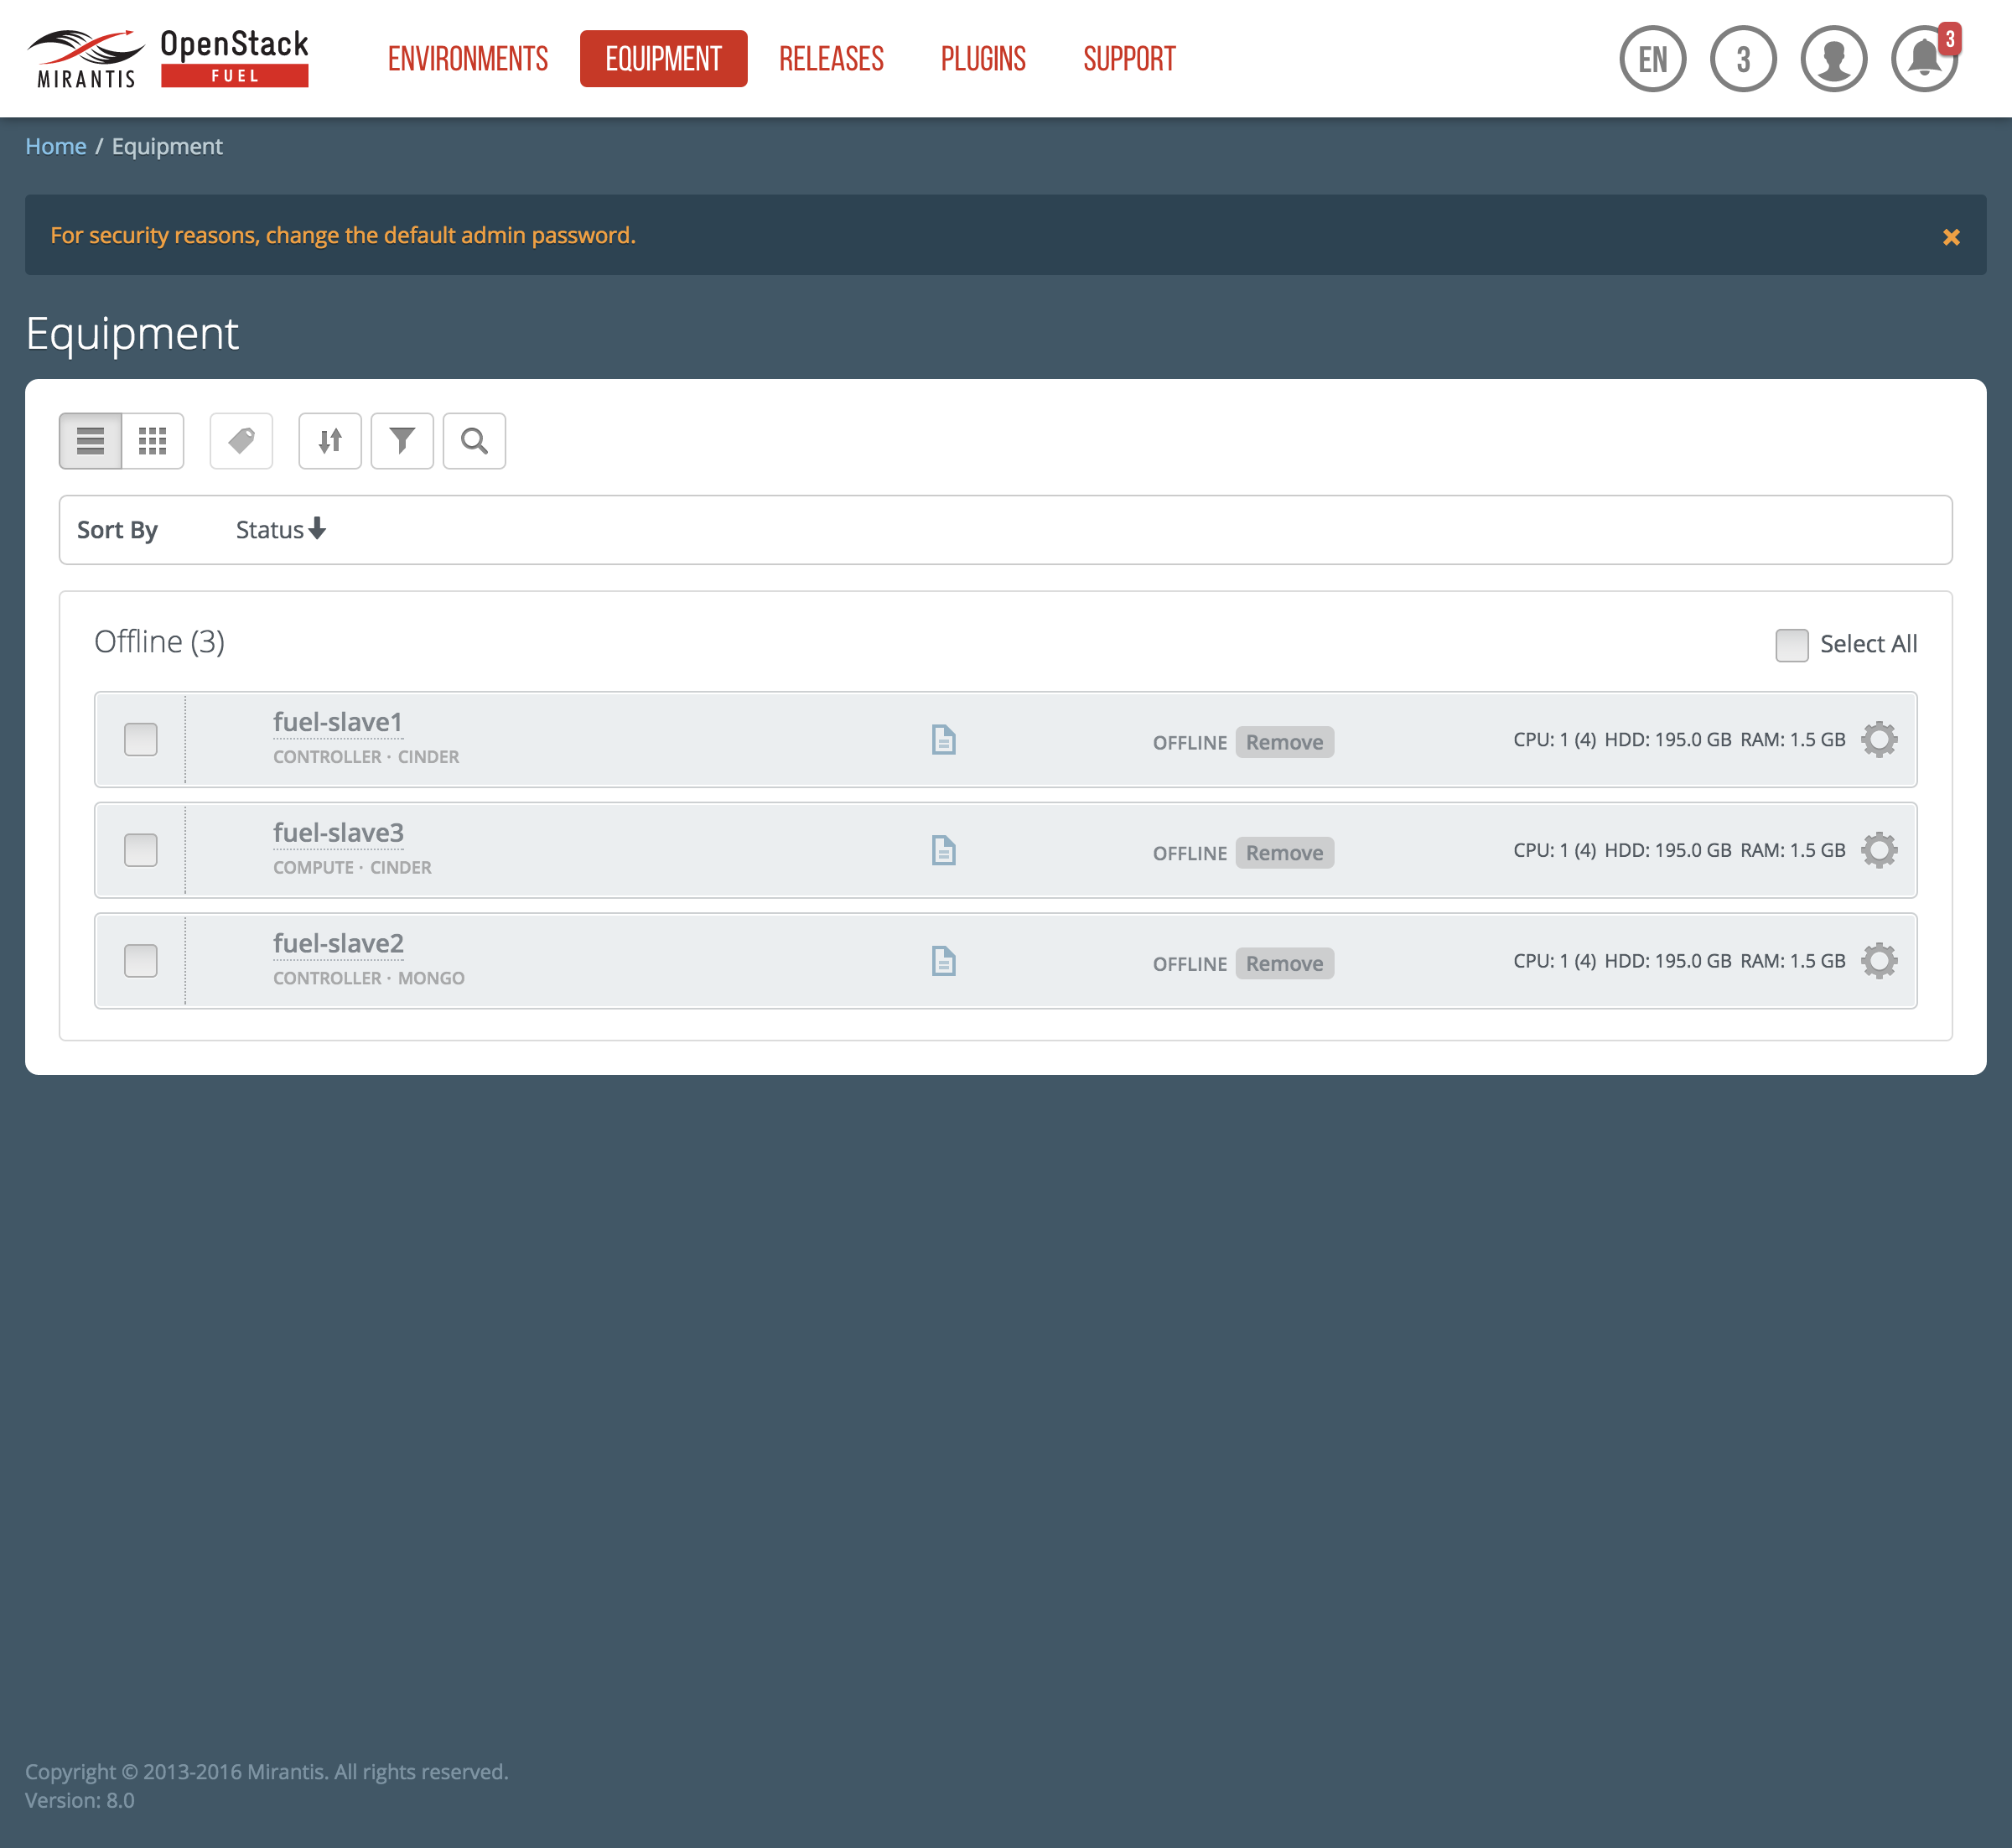 MIRANTIS
OpenStack
FUEL
ENVIRONMENTS EQUIPMENT RELEASES PLUGINS SUPPORT
EN 3 3
Home / Equipment
For security reasons, change the default admin password.
Equipment
Sort By Status
Offline (3) Select All
fuel-slave1
CONTROLLER · CINDER
OFFLINE Remove
CPU: 1 (4) HDD: 195.0 GB RAM: 1.5 GB
fuel-slave3
COMPUTE · CINDER
OFFLINE Remove
CPU: 1 (4) HDD: 195.0 GB RAM: 1.5 GB
fuel-slave2
CONTROLLER · MONGO
OFFLINE Remove
CPU: 1 (4) HDD: 195.0 GB RAM: 1.5 GB
Copyright © 2013-2016 Mirantis. All rights reserved.
Version: 8.0